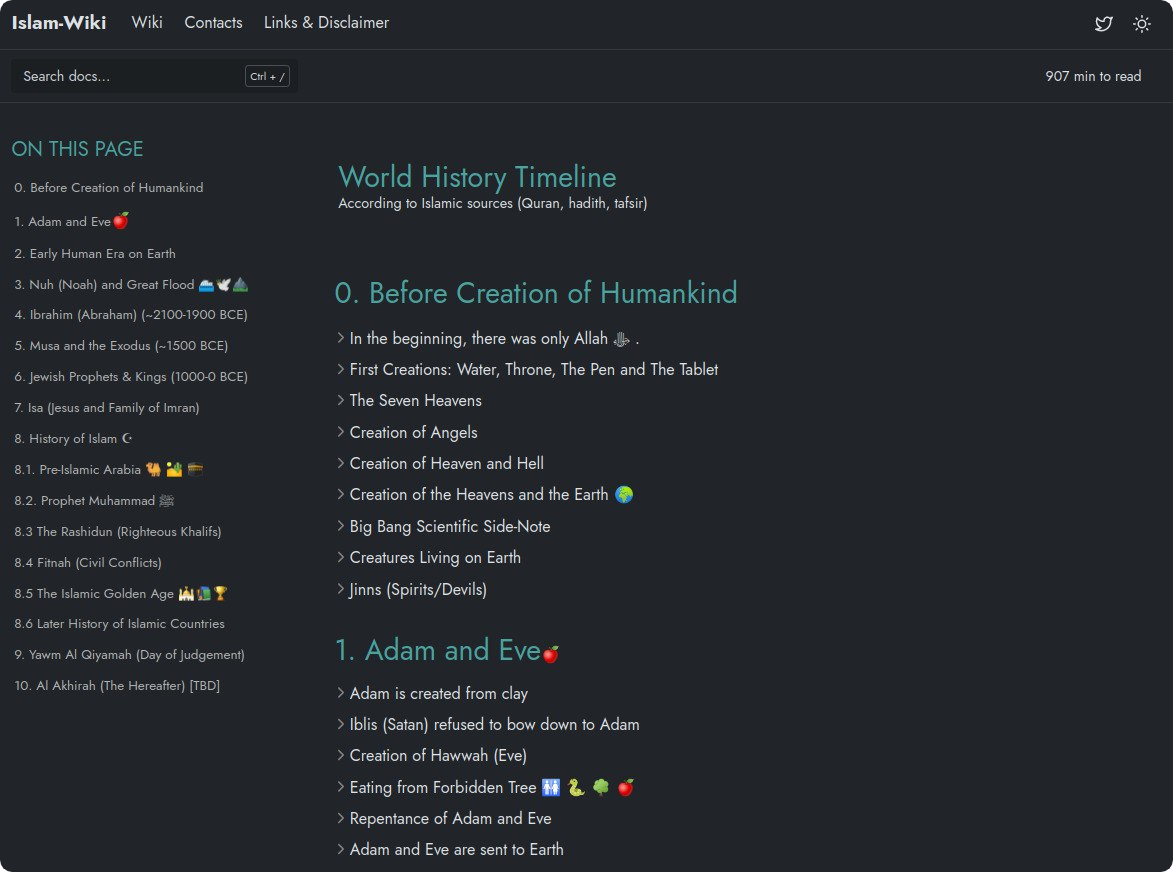 Islam-Wiki Wiki Contacts Links & Disclaimer
Search docs... Ctrl + / 907 min to read
ON THIS PAGE
0. Before Creation of Humankind
1. Adam and Eve🍎
2. Early Human Era on Earth
3. Nuh (Noah) and Great Flood 🌊🕊️⛰️
4. Ibrahim (Abraham) (~2100-1900 BCE)
5. Musa and the Exodus (~1500 BCE)
6. Jewish Prophets & Kings (1000-0 BCE)
7. Isa (Jesus and Family of Imran)
8. History of Islam ☪
8.1. Pre-Islamic Arabia 🐫 🏜️ 🕋
8.2. Prophet Muhammad ﷺ
8.3 The Rashidun (Righteous Khalifs)
8.4 Fitnah (Civil Conflicts)
8.5 The Islamic Golden Age 🕌📚🏆
8.6 Later History of Islamic Countries
9. Yawm Al Qiyamah (Day of Judgement)
10. Al Akhirah (The Hereafter) [TBD]
World History Timeline
According to Islamic sources (Quran, hadith, tafsir)
0. Before Creation of Humankind
In the beginning, there was only Allah ﷻ .
First Creations: Water, Throne, The Pen and The Tablet
The Seven Heavens
Creation of Angels
Creation of Heaven and Hell
Creation of the Heavens and the Earth 🌍
Big Bang Scientific Side-Note
Creatures Living on Earth
Jinns (Spirits/Devils)
1. Adam and Eve🍎
Adam is created from clay
Iblis (Satan) refused to bow down to Adam
Creation of Hawwah (Eve)
Eating from Forbidden Tree 🚻 🐍 🌳 🍎
Repentance of Adam and Eve
Adam and Eve are sent to Earth